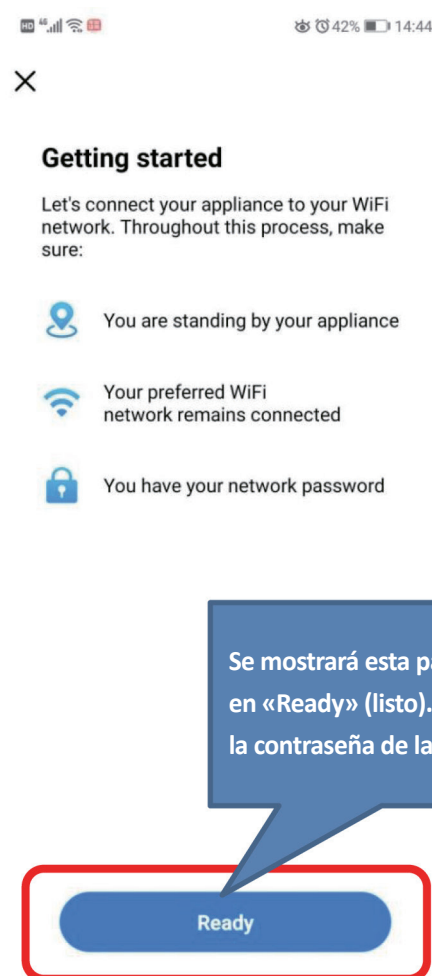 HD 46 42% 14:44
Getting started
Let's connect your appliance to your WiFi
network. Throughout this process, make
sure:
You are standing by your appliance
Your preferred WiFi
network remains connected
You have your network password
Se mostrará esta
en «Ready» (listo).
la contraseña de la
Ready